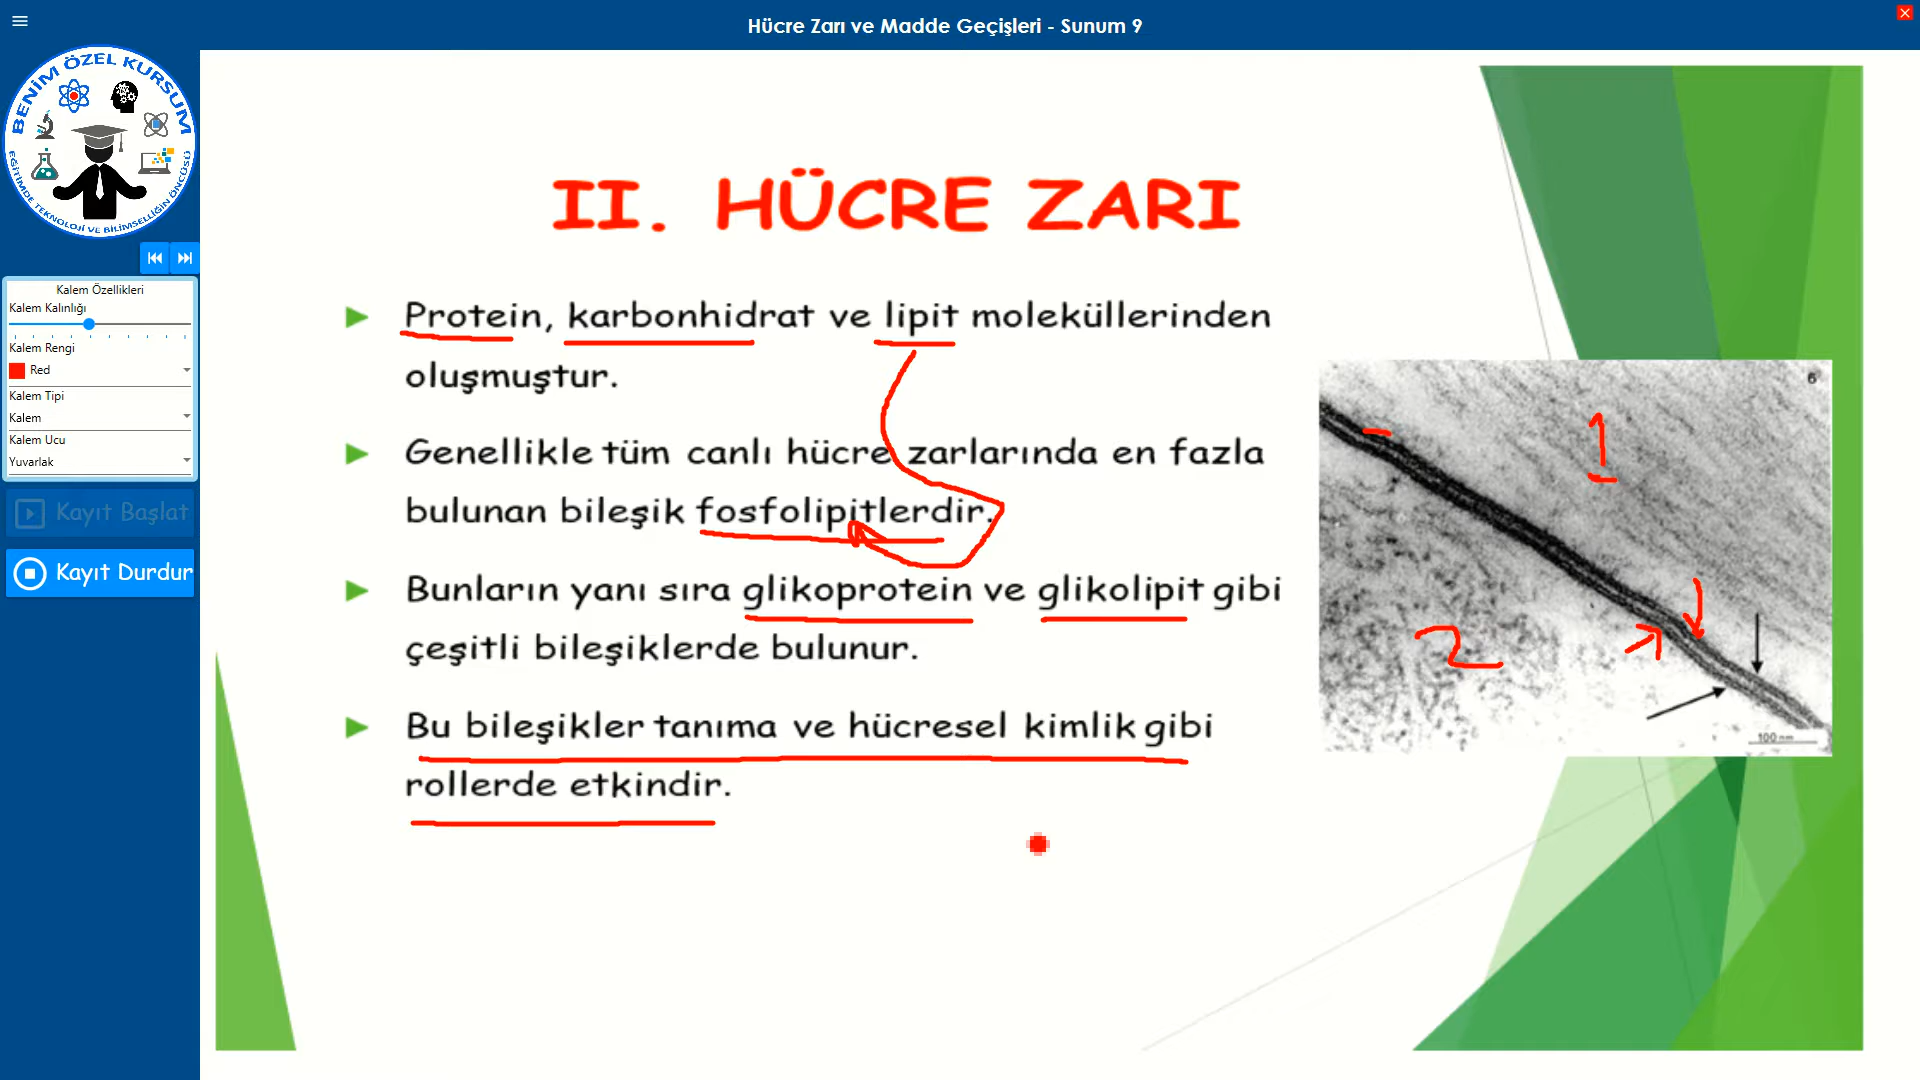 Hücre Zarı ve Madde Geçişleri - Sunum 9
BENİM ÖZEL KURSUM
EĞİTİMDE TEKNOLOJİ VE BİLİMSELLİĞİN ÖNCÜSÜ
Kalem Özellikleri
Kalem Kalınlığı
Kalem Rengi
Red
Kalem Tipi
Kalem
Kalem Ucu
Yuvarlak
Kayıt Başlat
Kayıt Durdur
II. HÜCRE ZARI
Protein, karbonhidrat ve lipit moleküllerinden
oluşmuştur.
Genellikle tüm canlı hücre zarlarında en fazla
bulunan bileşik fosfolipitlerdir.
Bunların yanı sıra glikoprotein ve glikolipit gibi
çeşitli bileşiklerde bulunur.
Bu bileşikler tanıma ve hücresel kimlik gibi
rollerde etkindir.
6
1
2
100 nm